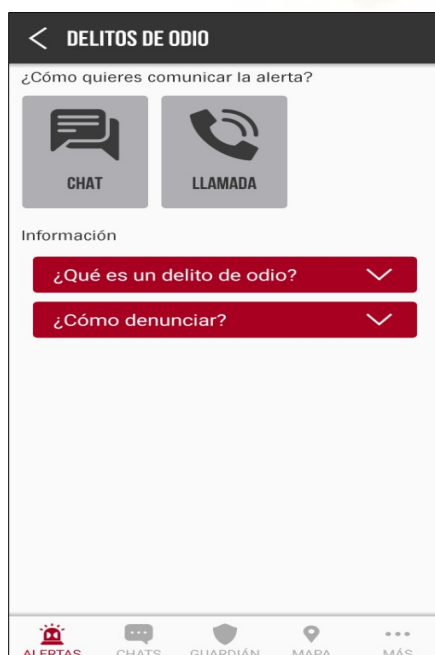 DELITOS DE ODIO
¿Cómo quieres comunicar la alerta?
CHAT LLAMADA
Información
¿Qué es un delito de odio?
¿Cómo denunciar?
ALERTAS CHATS GUARDIÁN MAPA MÁS